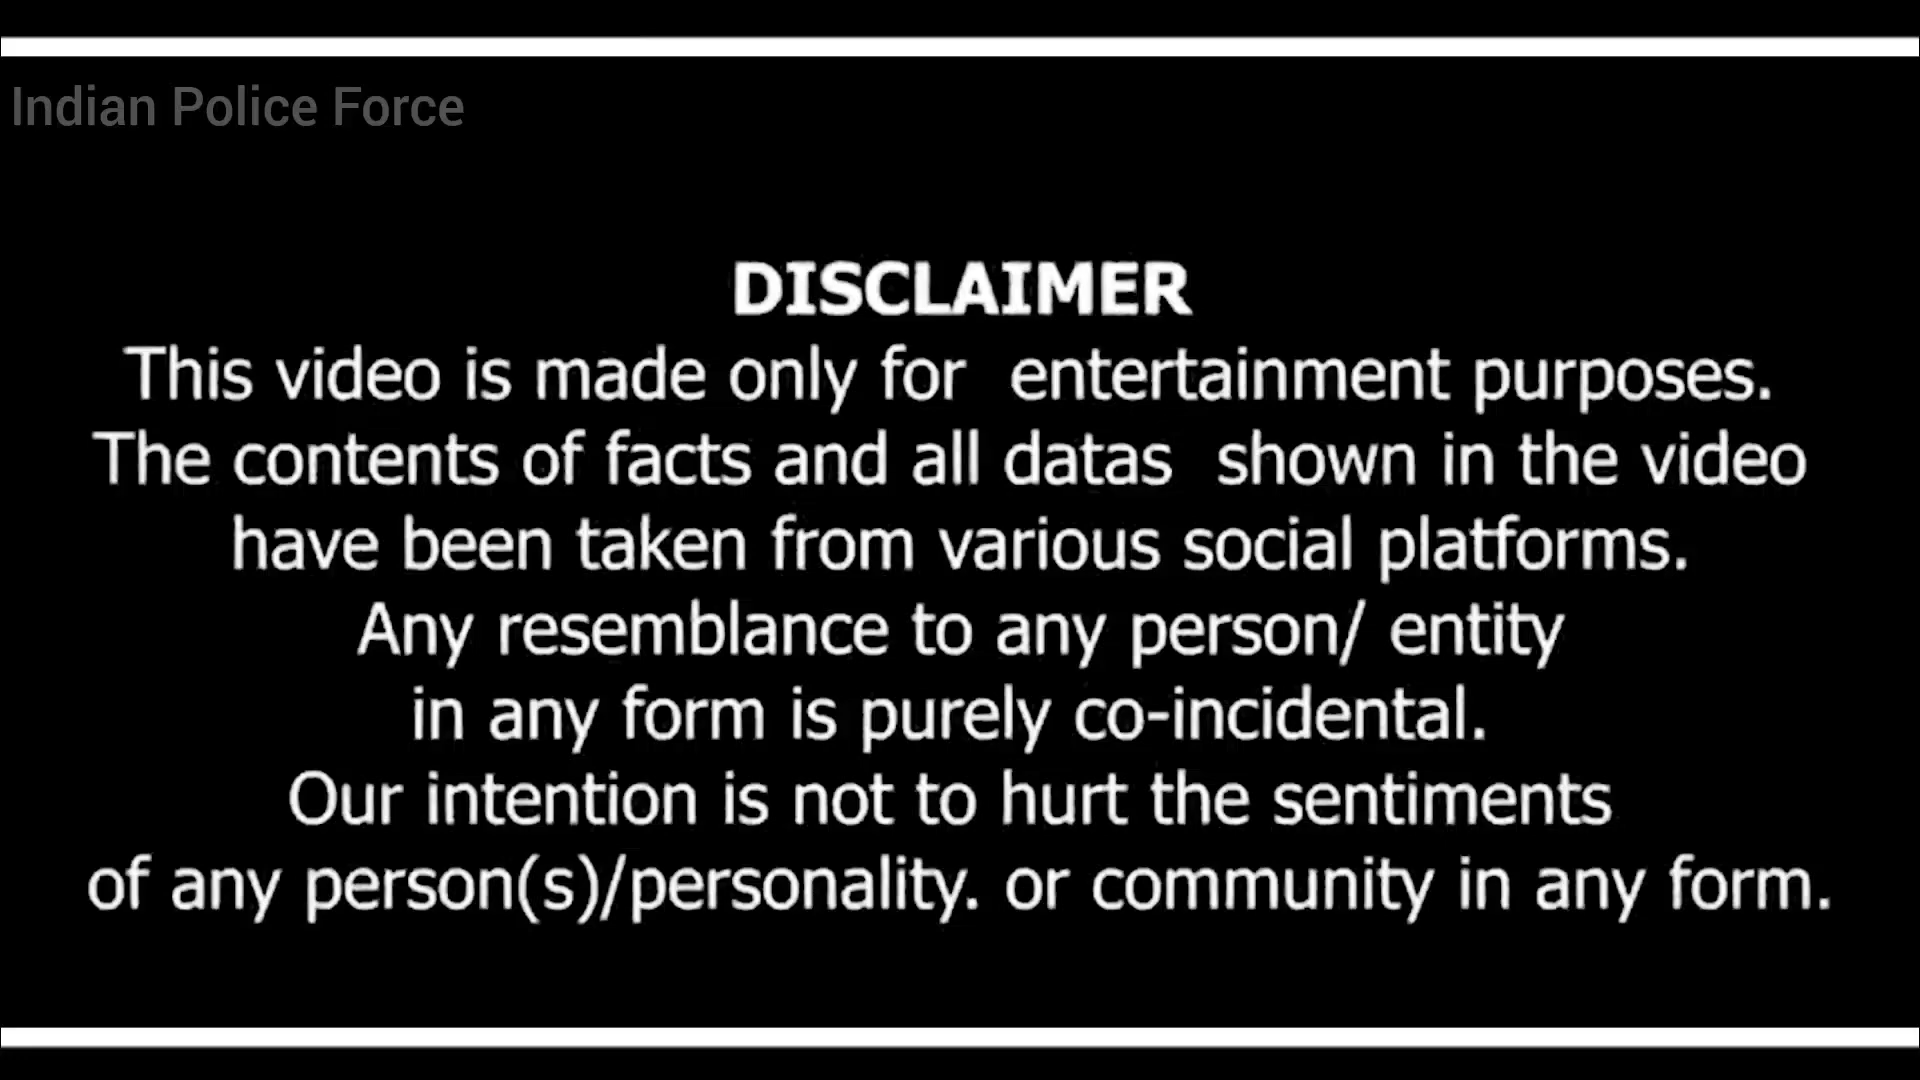 Indian Police Force
DISCLAIMER
This video is made only for entertainment purposes.
The contents of facts and all datas shown in the video
have been taken from various social platforms.
Any resemblance to any person/ entity
in any form is purely co-incidental.
Our intention is not to hurt the sentiments
of any person(s)/personality. or community in any form.